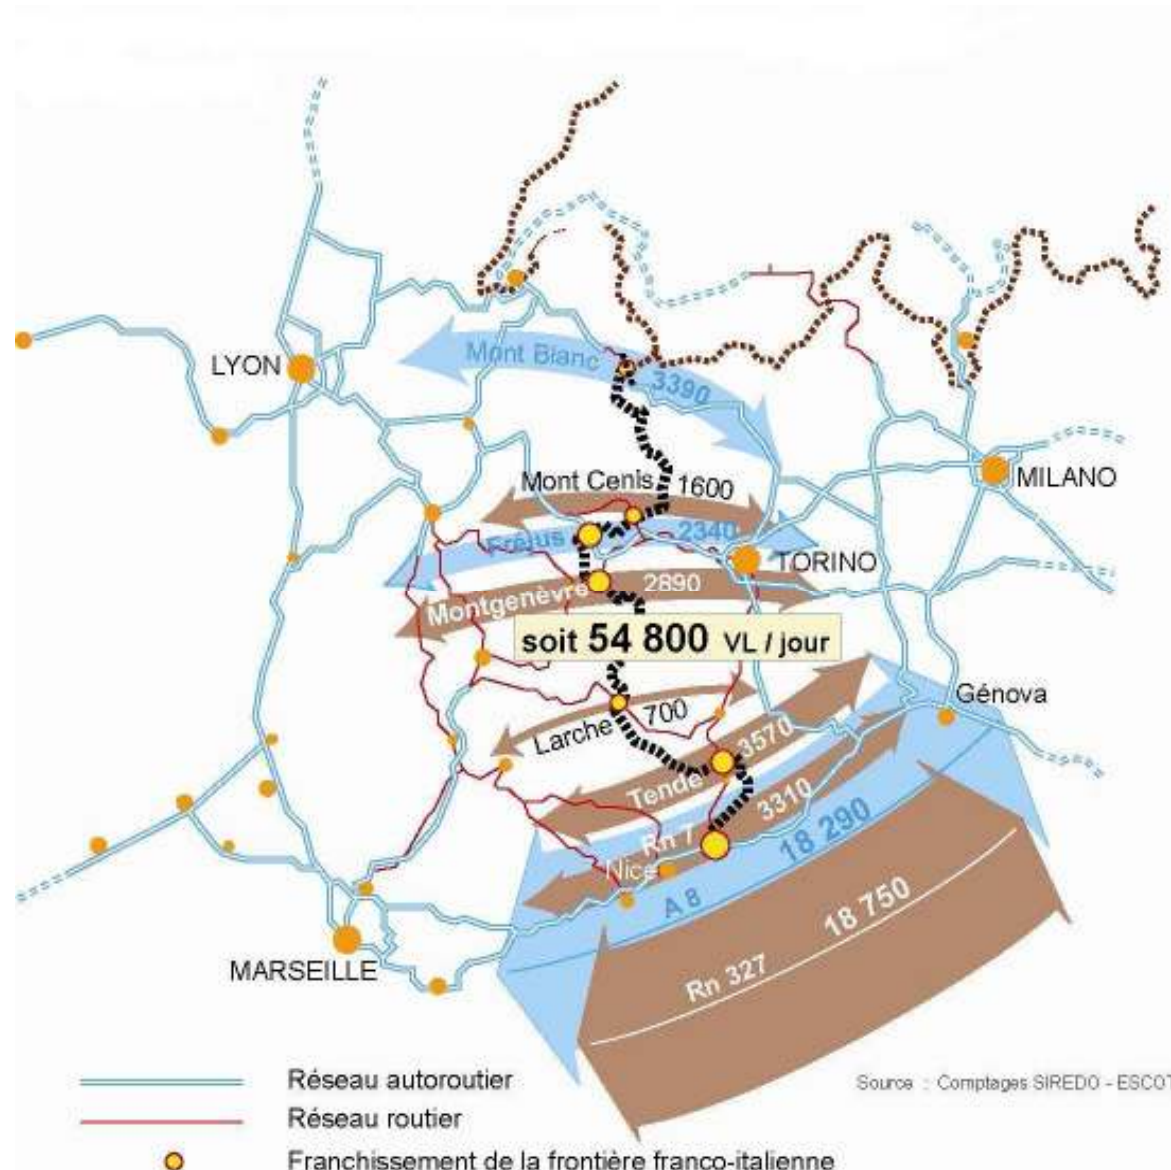 LYON
Mont Blanc
3390
MILANO
Mont Cenis
1600
Fréjus
2340
TORINO
Montgenèvre
2890
soit 54 800 VL / jour
Larche
700
Génova
Tende
3570
Rn 7
3310
Nice
A 8
18 290
MARSEILLE
Rn 327
18 750
Réseau autoroutier
Source : Comptages SIREDO - ESCOT
Réseau routier
Franchissement de la frontière franco-italienne